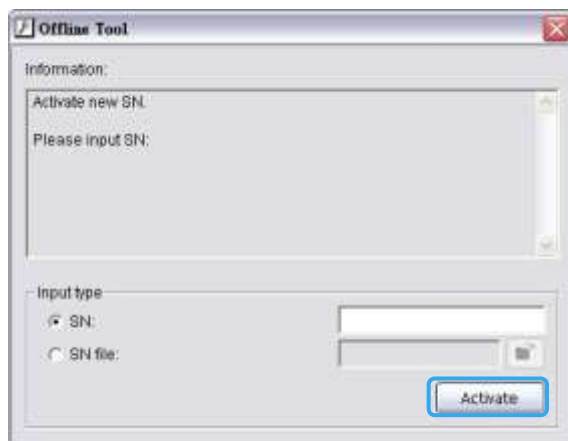 Offline Tool
Information:
Activate new SN.
Please input SN:
Input type
SN:
SN file:
Activate